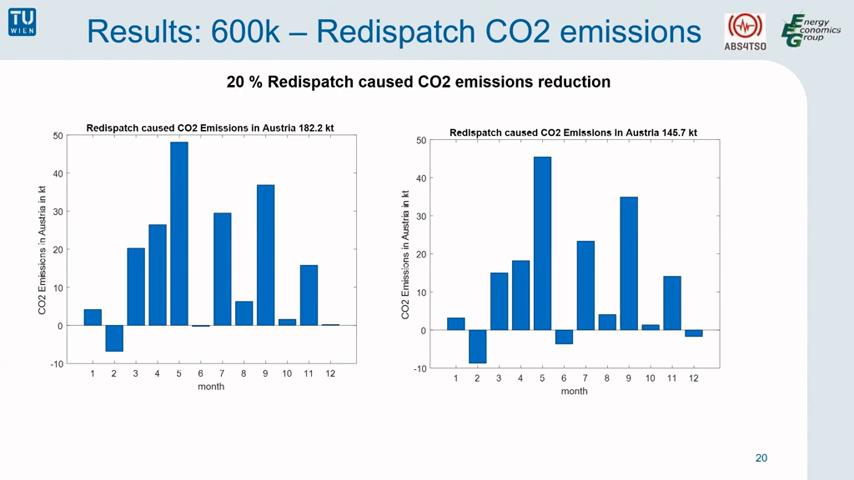 TU
WIEN
Results: 600k – Redispatch CO2 emissions
ABS4TSO
Energy
Economics
Group
20 % Redispatch caused CO2 emissions reduction
Redispatch caused CO2 Emissions in Austria 182.2 kt
CO2 Emissions in Austria in kt
50
40
30
20
10
0
-10
1 2 3 4 5 6 7 8 9 10 11 12
month
Redispatch caused CO2 Emissions in Austria 145.7 kt
CO2 Emissions in Austria in kt
50
40
30
20
10
0
-10
1 2 3 4 5 6 7 8 9 10 11 12
month
20